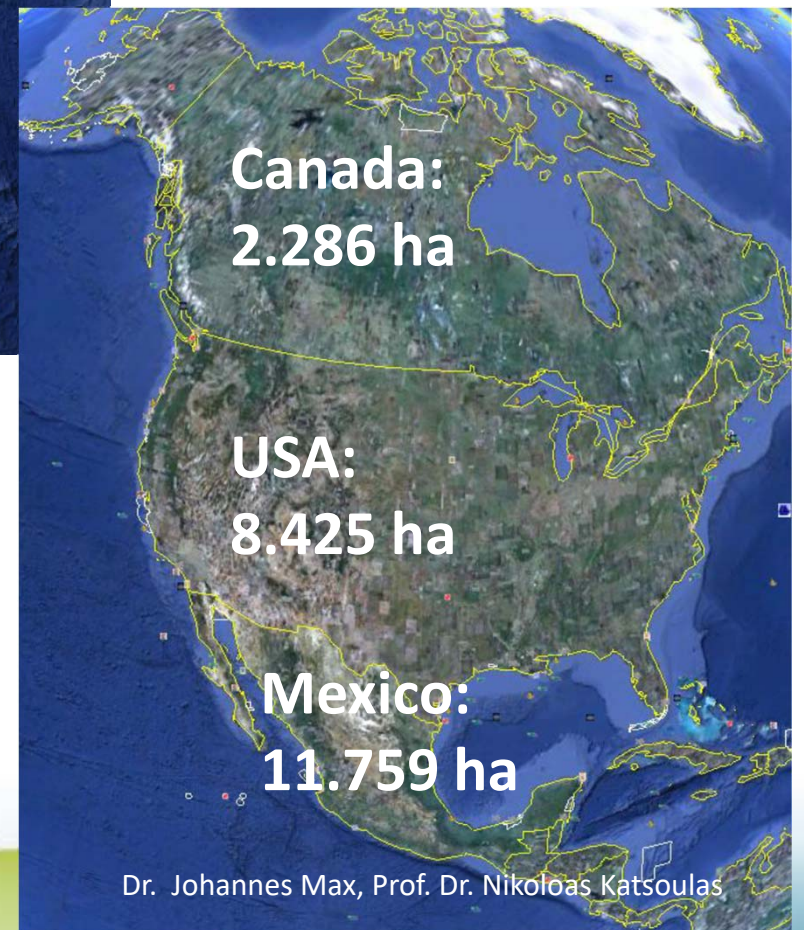 Canada:
2.286 ha
USA:
8.425 ha
Mexico:
11.759 ha
Dr. Johannes Max, Prof. Dr. Nikoloas Katsoulas